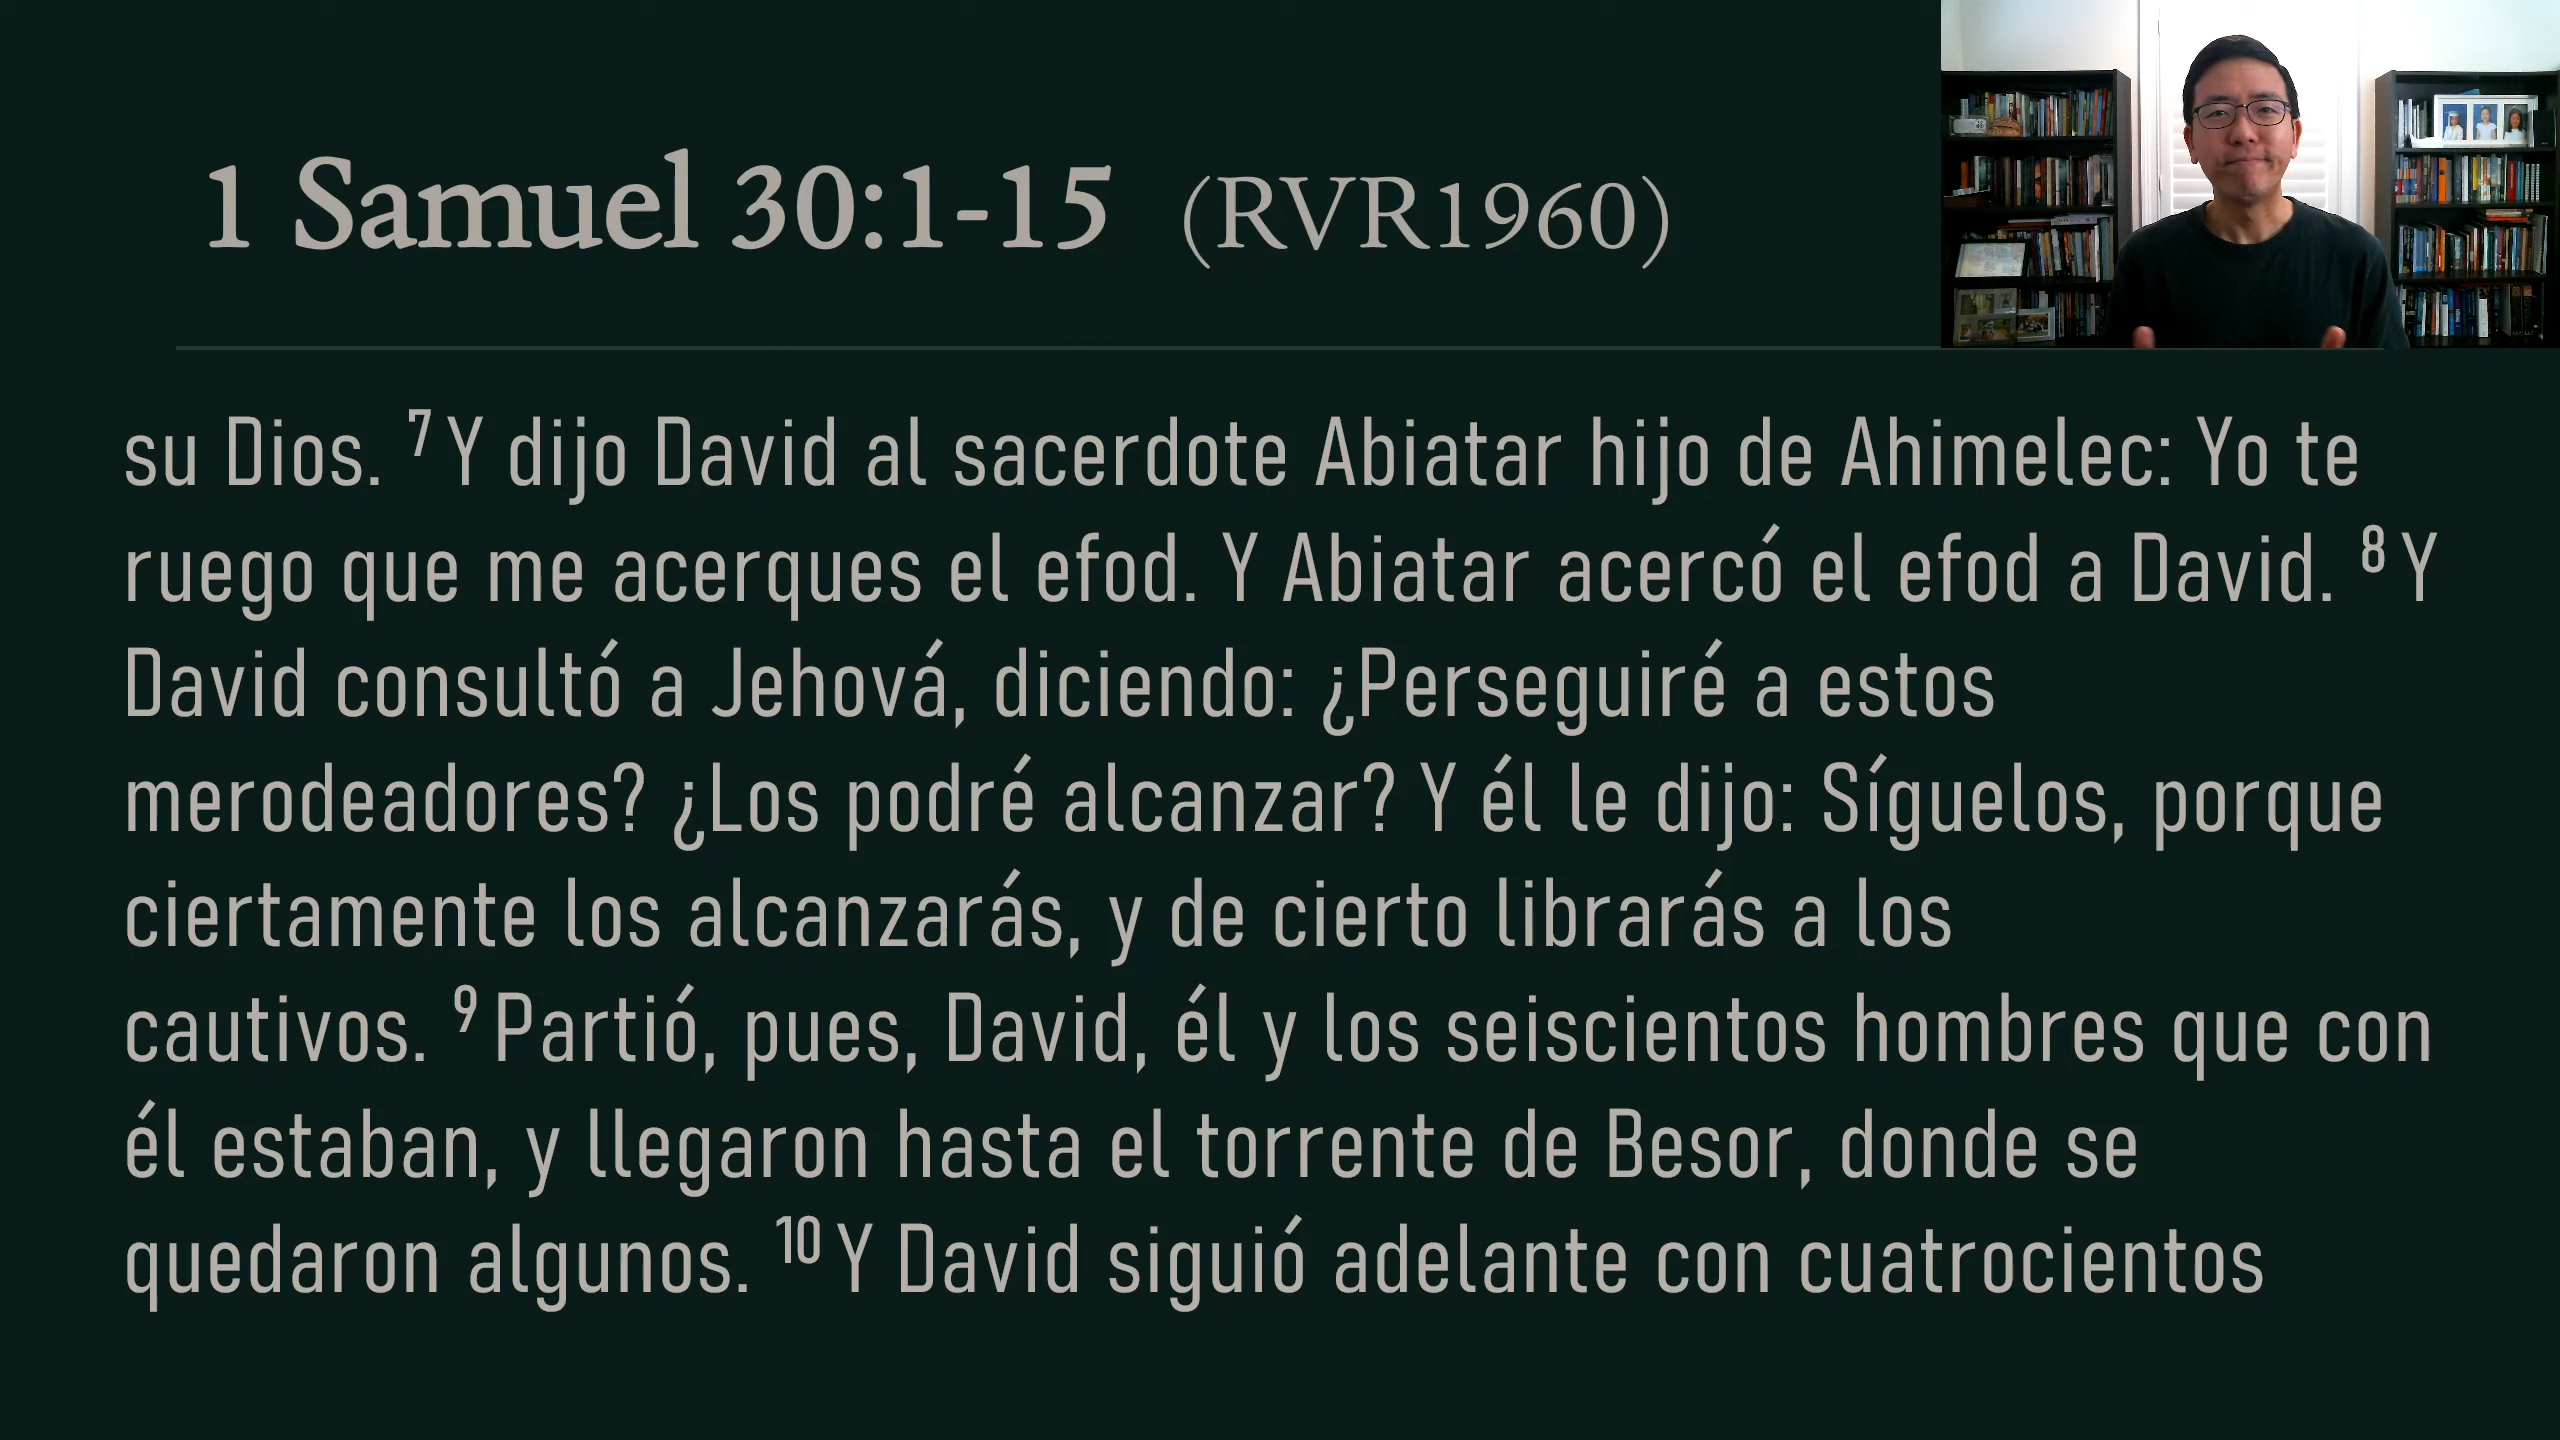 1 Samuel 30:1-15 (RVR1960)
su Dios. 7 Y dijo David al sacerdote Abiatar hijo de Ahimelec: Yo te
ruego que me acerques el efod. Y Abiatar acercó el efod a David. 8 Y
David consultó a Jehová, diciendo: ¿Perseguiré a estos
merodeadores? ¿Los podré alcanzar? Y él le dijo: Síguelos, porque
ciertamente los alcanzarás, y de cierto librarás a los
cautivos. 9 Partió, pues, David, él y los seiscientos hombres que con
él estaban, y llegaron hasta el torrente de Besor, donde se
quedaron algunos. 10 Y David siguió adelante con cuatrocientos